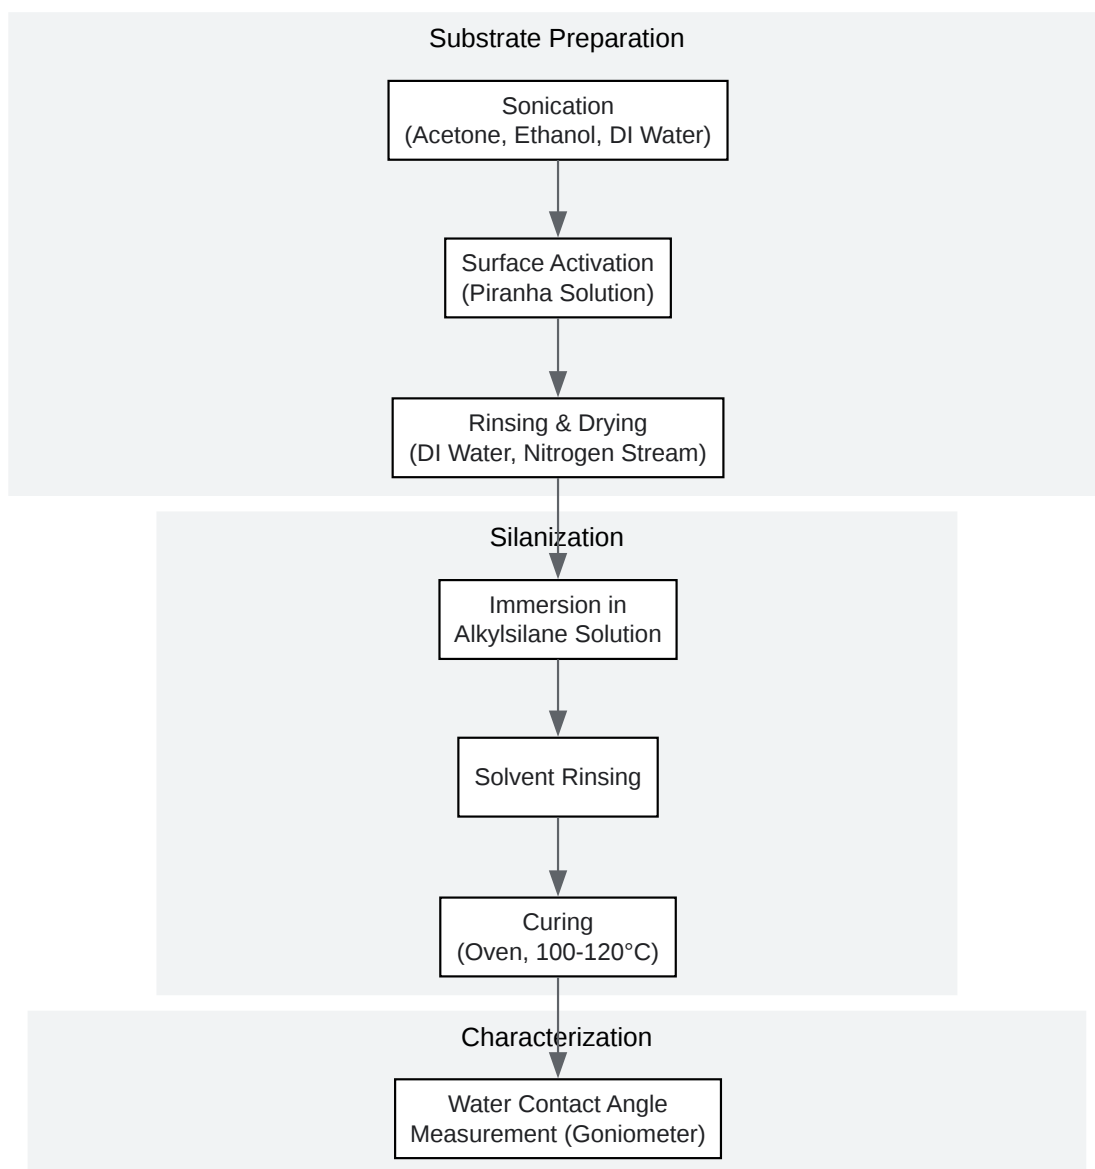 Substrate Preparation
Sonication
(Acetone, Ethanol, DI Water)
Surface Activation
(Piranha Solution)
Rinsing & Drying
(DI Water, Nitrogen Stream)
Silanization
Immersion in
Alkylsilane Solution
Solvent Rinsing
Curing
(Oven, 100-120°C)
Characterization
Water Contact Angle
Measurement (Goniometer)